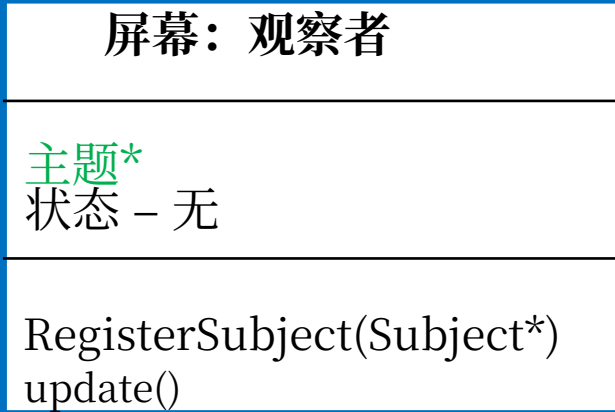 屏幕：观察者
主题*
状态 – 无
RegisterSubject(Subject*)
update()